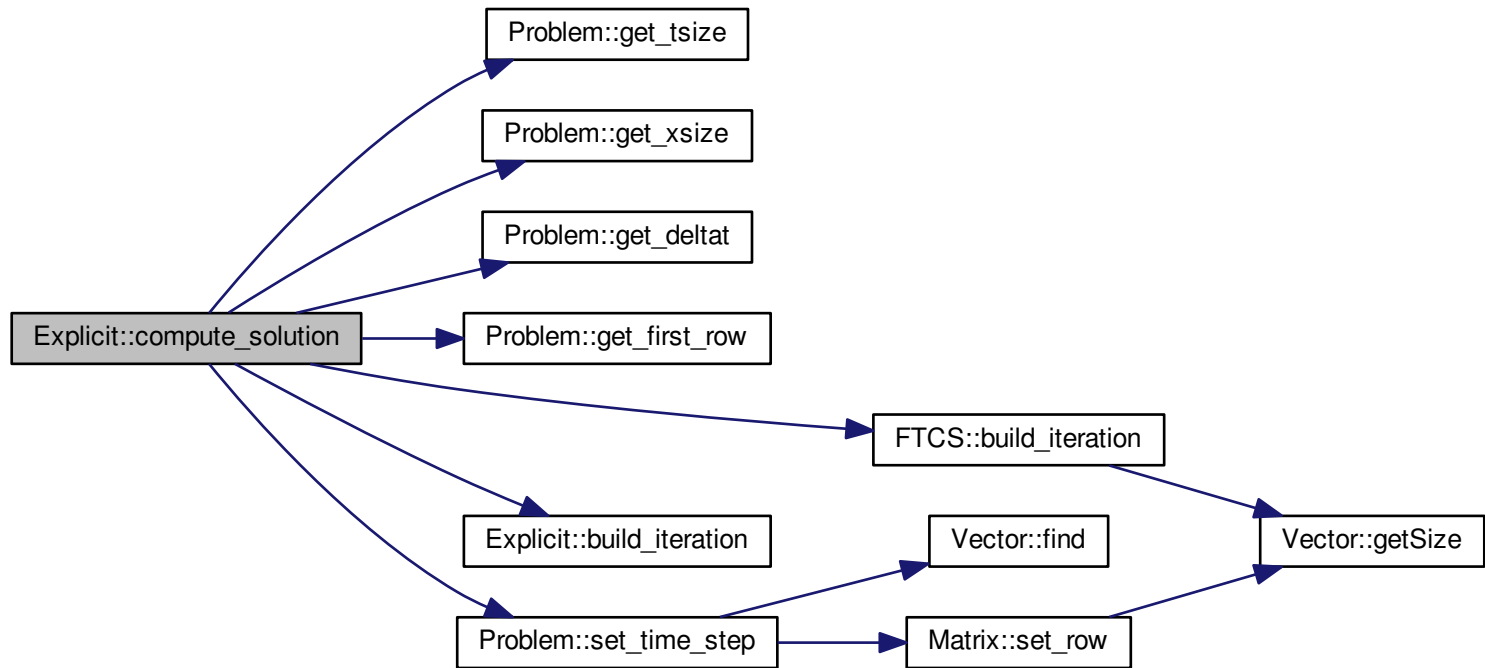 Problem::get_tsize
Problem::get_xsize
Problem::get_deltat
Explicit::compute_solution
Problem::get_first_row
FTCS::build_iteration
Explicit::build_iteration
Vector::find
Vector::getSize
Problem::set_time_step
Matrix::set_row